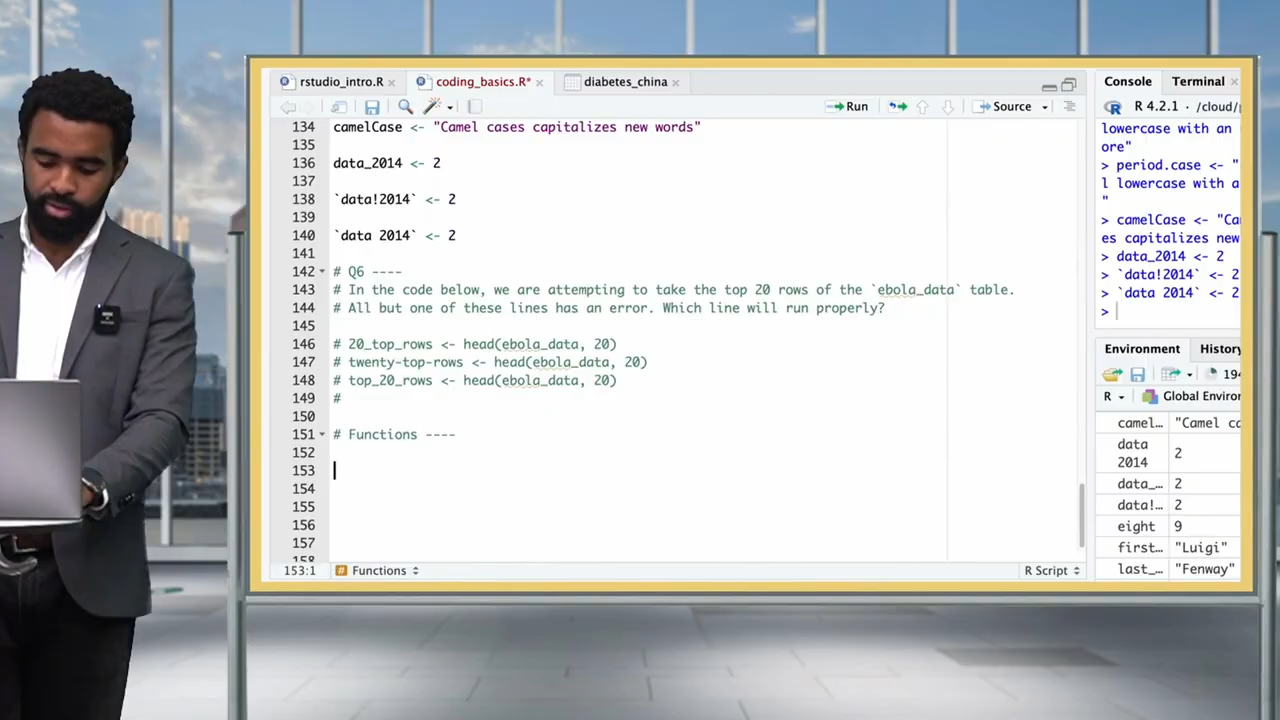 rstudio_intro.R
coding_basics.R*
diabetes_china
Run
Source
134 camelCase <- "Camel cases capitalizes new words"
135
136 data_2014 <- 2
137
138 `data!2014` <- 2
139
140 `data 2014` <- 2
141
142 # Q6 ----
143 # In the code below, we are attempting to take the top 20 rows of the `ebola_data` table.
144 # All but one of these lines has an error. Which line will run properly?
145
146 # 20_top_rows <- head(ebola_data, 20)
147 # twenty-top-rows <- head(ebola_data, 20)
148 # top_20_rows <- head(ebola_data, 20)
149 #
150
151 # Functions ----
152
153
154
155
156
157
158
153:1 # Functions
R Script
Console Terminal
R 4.2.1 · /cloud/
lowercase with an
ore"
> period.case <- "
l lowercase with a
"
> camelCase <- "Ca
es capitalizes new
> data_2014 <- 2
> `data!2014` <- 2
> `data 2014` <- 2
>
Environment History
194
R Global Enviro
camel… "Camel c
data
2014 2
data_… 2
data!… 2
eight 9
first… "Luigi"
last_… "Fenway"